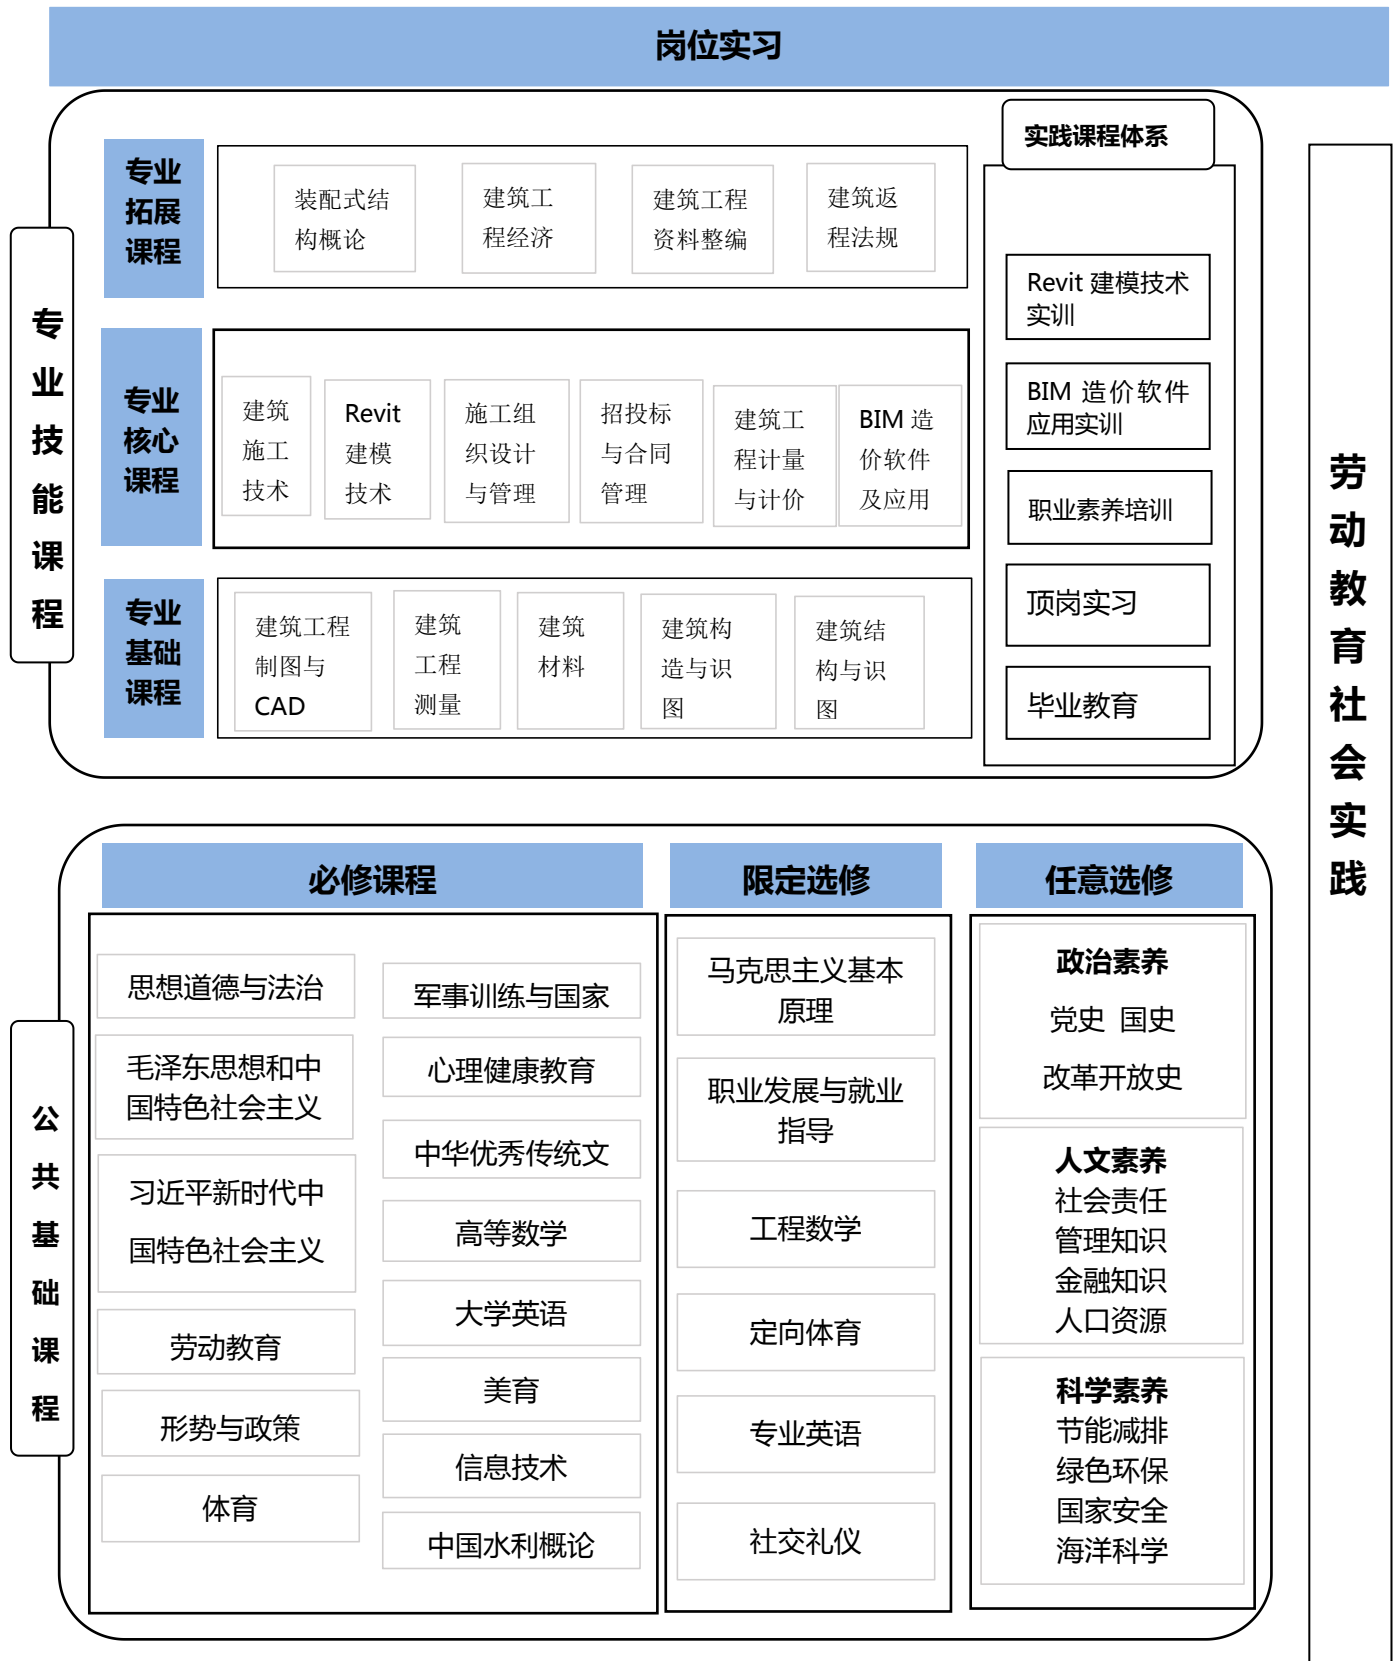 岗位实习
实践课程体系
专业
拓展
课程
装配式结
构概论
建筑工
程经济
建筑工程
资料整编
建筑返
程法规
Revit 建模技术
实训
BIM 造价软件
应用实训
职业素养培训
顶岗实习
毕业教育
专业技能课程
专业
核心
课程
建筑
施工
技术
Revit
建模
技术
施工组
织设计
与管理
招投标
与合同
管理
建筑工
程计量
与计价
BIM 造
价软件
及应用
专业
基础
课程
建筑工程
制图与
CAD
建筑
工程
测量
建筑
材料
建筑构
造与识
图
建筑结
构与识
图
劳动教育社会实践
公共基础课程
必修课程
思想道德与法治
毛泽东思想和中
国特色社会主义
习近平新时代中
国特色社会主义
劳动教育
形势与政策
体育
军事训练与国家
心理健康教育
中华优秀传统文
高等数学
大学英语
美育
信息技术
中国水利概论
限定选修
马克思主义基本
原理
职业发展与就业
指导
工程数学
定向体育
专业英语
社交礼仪
任意选修
政治素养
党史 国史
改革开放史
人文素养
社会责任
管理知识
金融知识
人口资源
科学素养
节能减排
绿色环保
国家安全
海洋科学